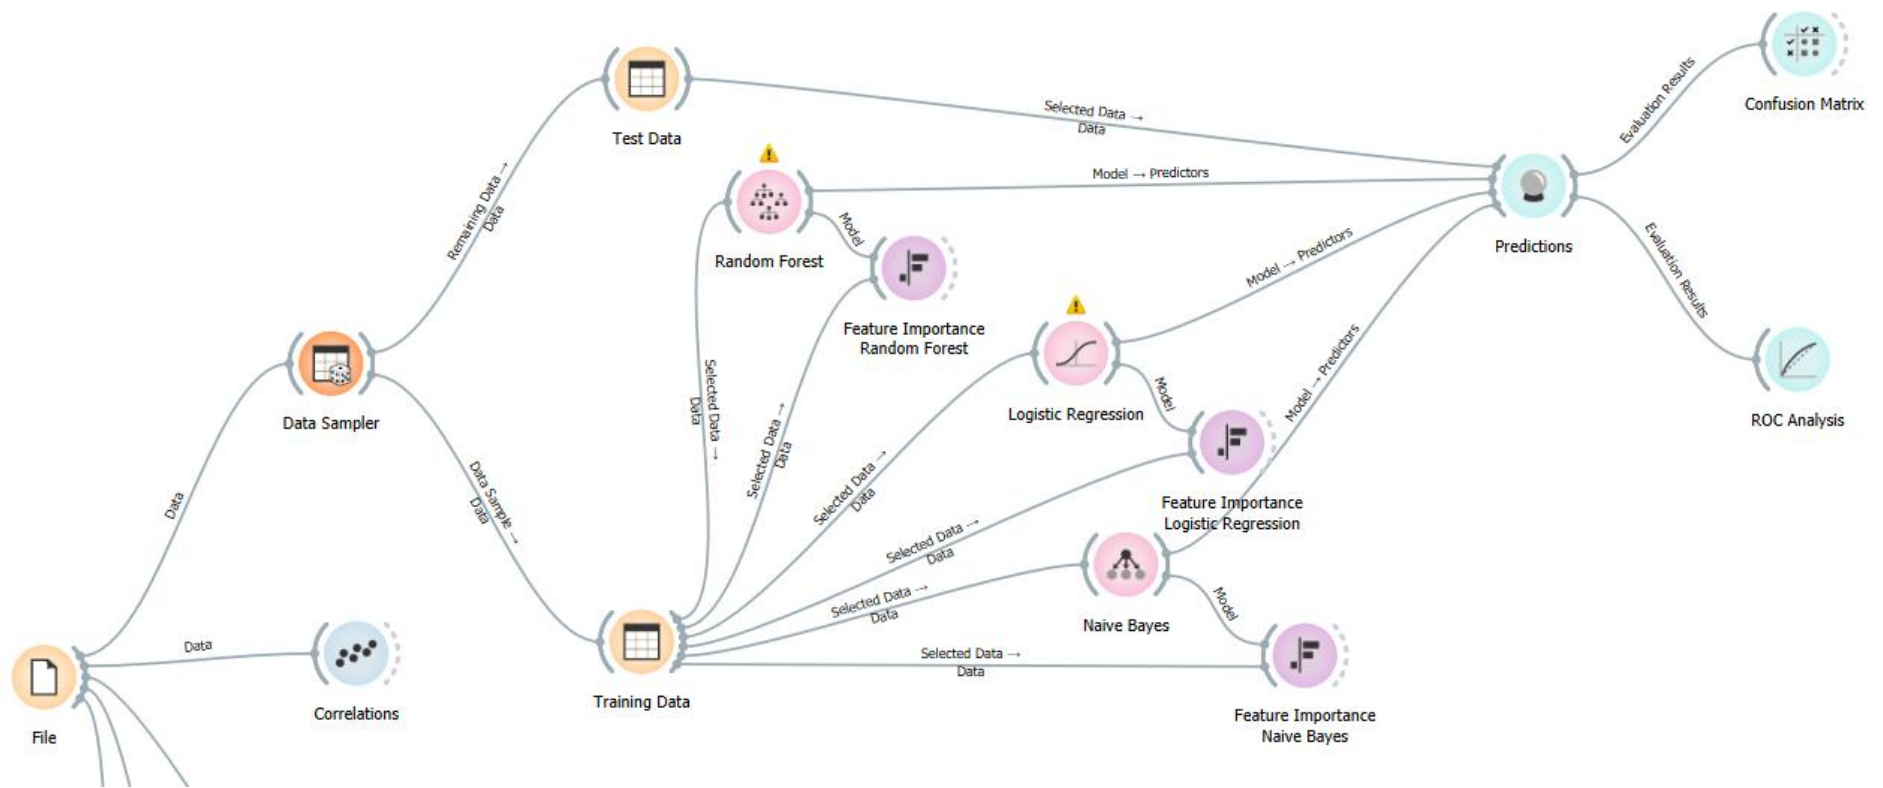 Confusion Matrix
Evaluation Results
Selected Data →
Data
Test Data
Model → Predictors
Remaining Data →
Data
Random Forest
Model
Predictions
Model → Predictors
Evaluation Results
Feature Importance
Random Forest
Data Sampler
Selected Data →
Data
Selected Data →
Data
Logistic Regression
Model
Model → Predictors
ROC Analysis
Data
Data Sample →
Data
Selected Data →
Data
Feature Importance
Logistic Regression
Selected Data →
Data
Selected Data →
Data
Naive Bayes
Model
Data
Selected Data →
Data
File
Correlations
Training Data
Feature Importance
Naive Bayes